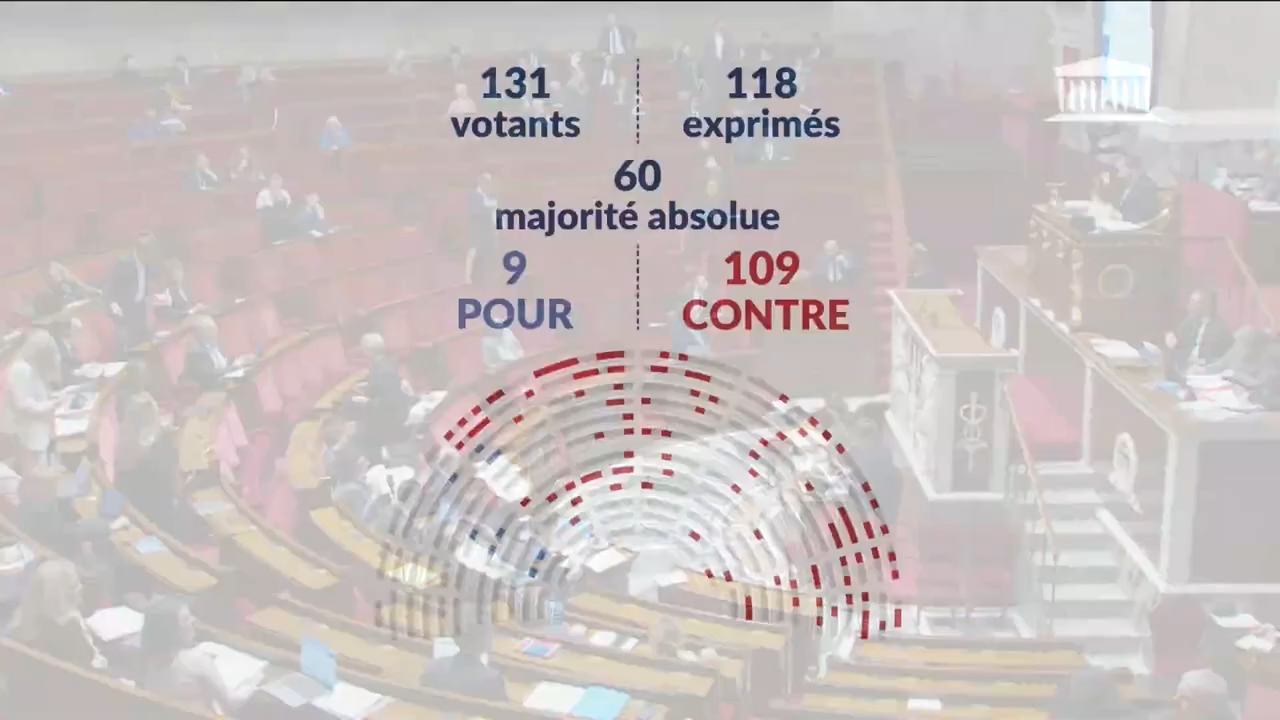 131
votants
118
exprimés
60
majorité absolue
9
POUR
109
CONTRE